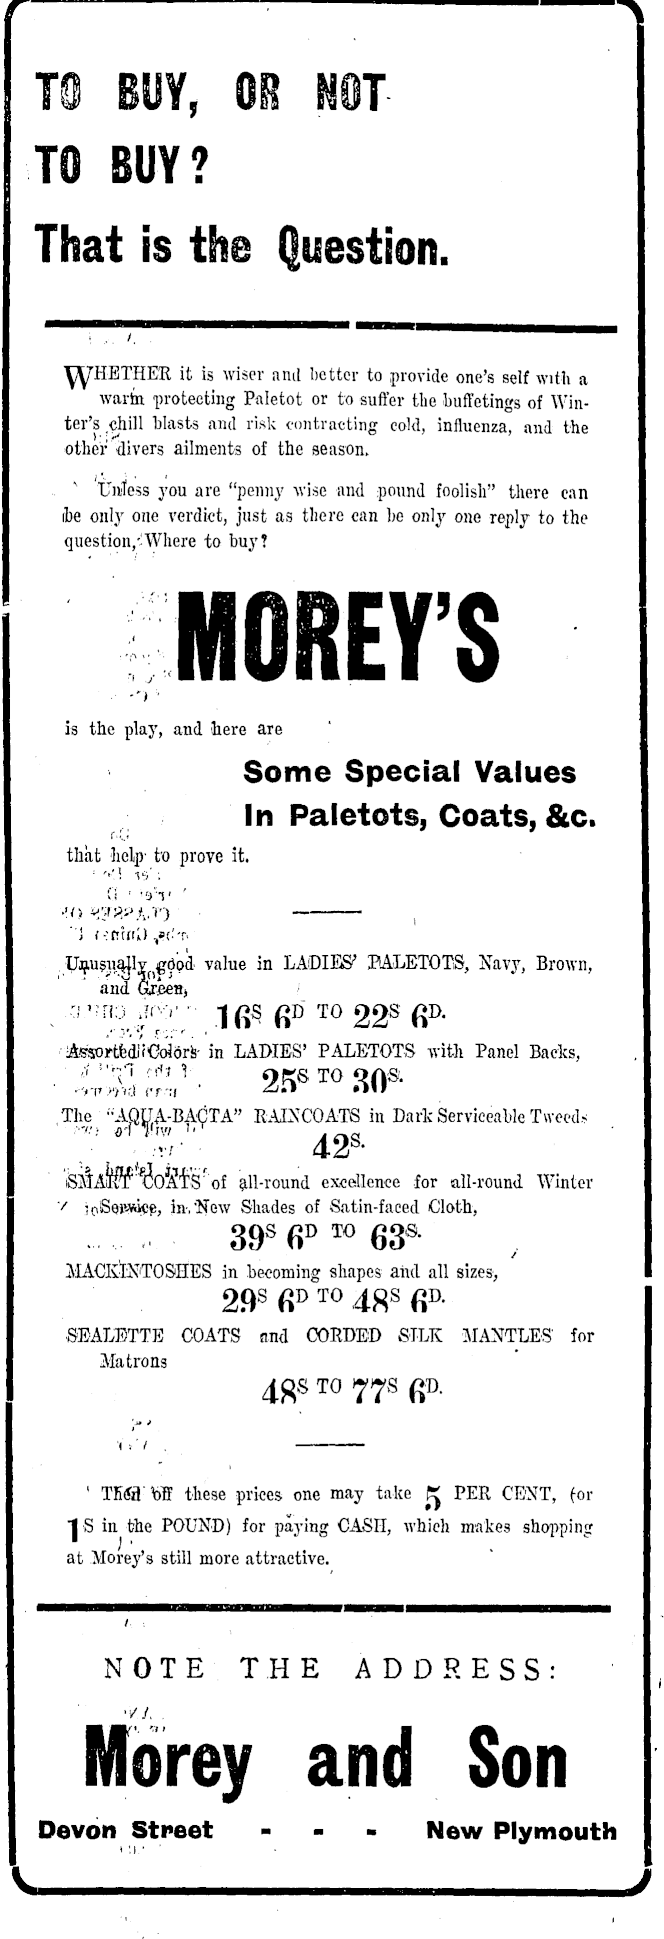 TO BUY, OR NOT
TO BUY?
That is the Question.
WHETHER it is wiser and better to provide one's self with a
warm protecting Paletot or to suffer the buffetings of Win-
ter's chill blasts and risk contracting cold, influenza, and the
other divers ailments of the season.
Unless you are "penny wise and pound foolish" there can
be only one verdict, just as there can be only one reply to the
question, Where to buy?
MOREY'S
is the play, and here are
Some Special Values
In Paletots, Coats, &c.
that help to prove it.
Unusually good value in LADIES' PALETOTS, Navy, Brown,
and Green,
16S 6D TO 22S 6D.
Assorted Colors in LADIES' PALETOTS with Panel Backs,
25S TO 30S.
The "AQUA-BACTA" RAINCOATS in Dark Serviceable Tweeds
42S.
SMART COATS of all-round excellence for all-round Winter
Service, in New Shades of Satin-faced Cloth,
39S 6D TO 63S.
MACKINTOSHES in becoming shapes and all sizes,
29S 6D TO 48S 6D.
SEALETTE COATS and CORDED SILK MANTLES for
Matrons
48S TO 77S 6D.
Then off these prices one may take 5 PER CENT, (or
1S in the POUND) for paying CASH, which makes shopping
at Morey's still more attractive.
NOTE THE ADDRESS:
Morey and Son
Devon Street - - - New Plymouth